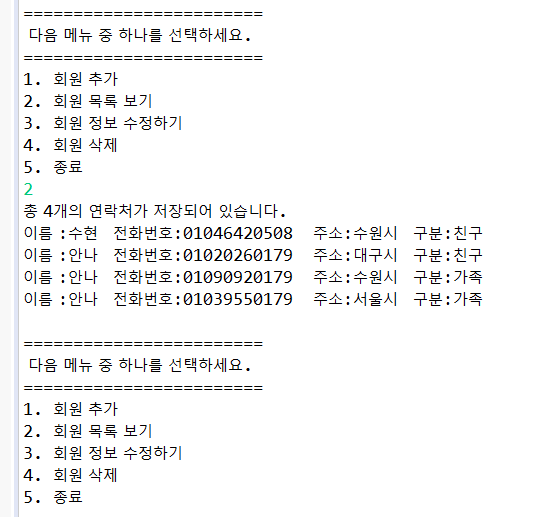 ========================
다음 메뉴 중 하나를 선택하세요.
========================
1. 회원 추가
2. 회원 목록 보기
3. 회원 정보 수정하기
4. 회원 삭제
5. 종료
2
총 4개의 연락처가 저장되어 있습니다.
이름 :수현  전화번호:01046420508  주소:수원시  구분:친구
이름 :안나  전화번호:01020260179  주소:대구시  구분:친구
이름 :안나  전화번호:01090920179  주소:수원시  구분:가족
이름 :안나  전화번호:01039550179  주소:서울시  구분:가족
========================
다음 메뉴 중 하나를 선택하세요.
========================
1. 회원 추가
2. 회원 목록 보기
3. 회원 정보 수정하기
4. 회원 삭제
5. 종료